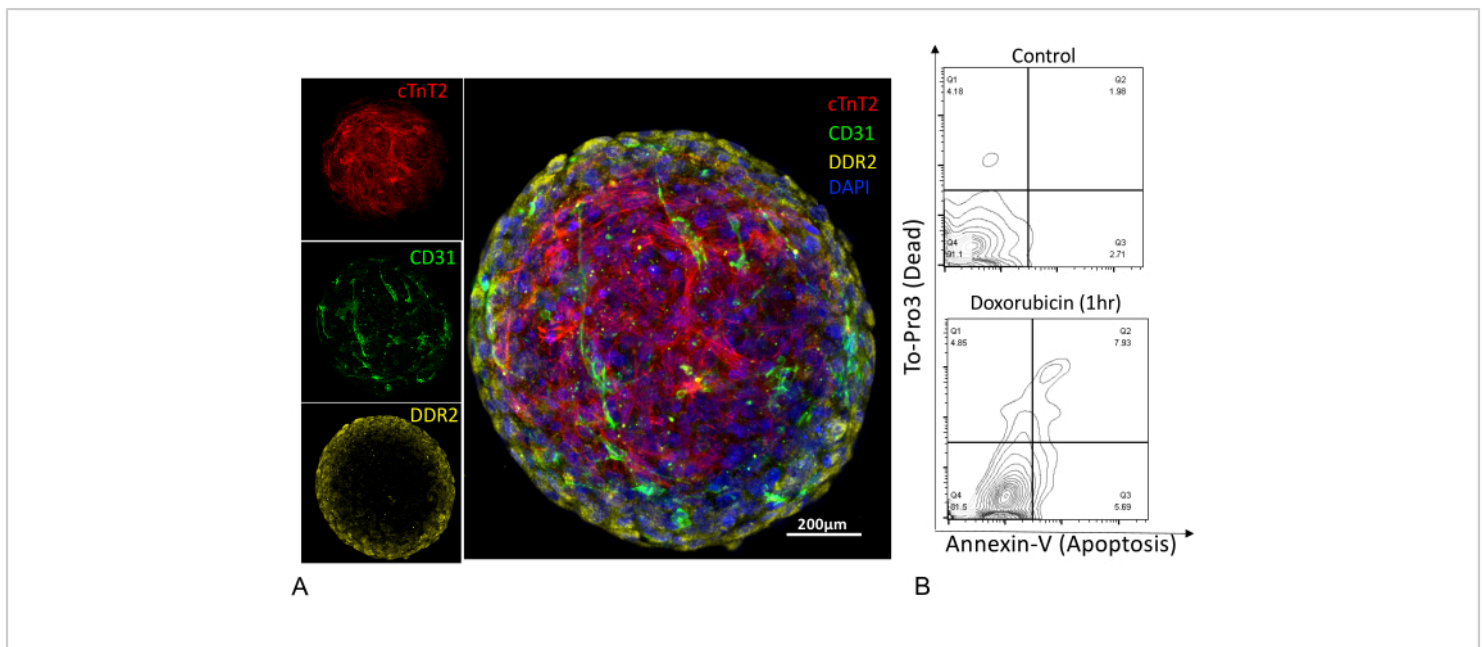 cTnT2
CD31
DDR2
cTnT2
CD31
DDR2
DAPI
200μm
A
Control
Q1
4.18
Q2
1.98
Q4
91.1
Q3
2.71
Doxorubicin (1hr)
Q1
4.85
Q2
7.93
Q4
81.5
Q3
5.69
To-Pro3 (Dead)
Annexin-V (Apoptosis)
B